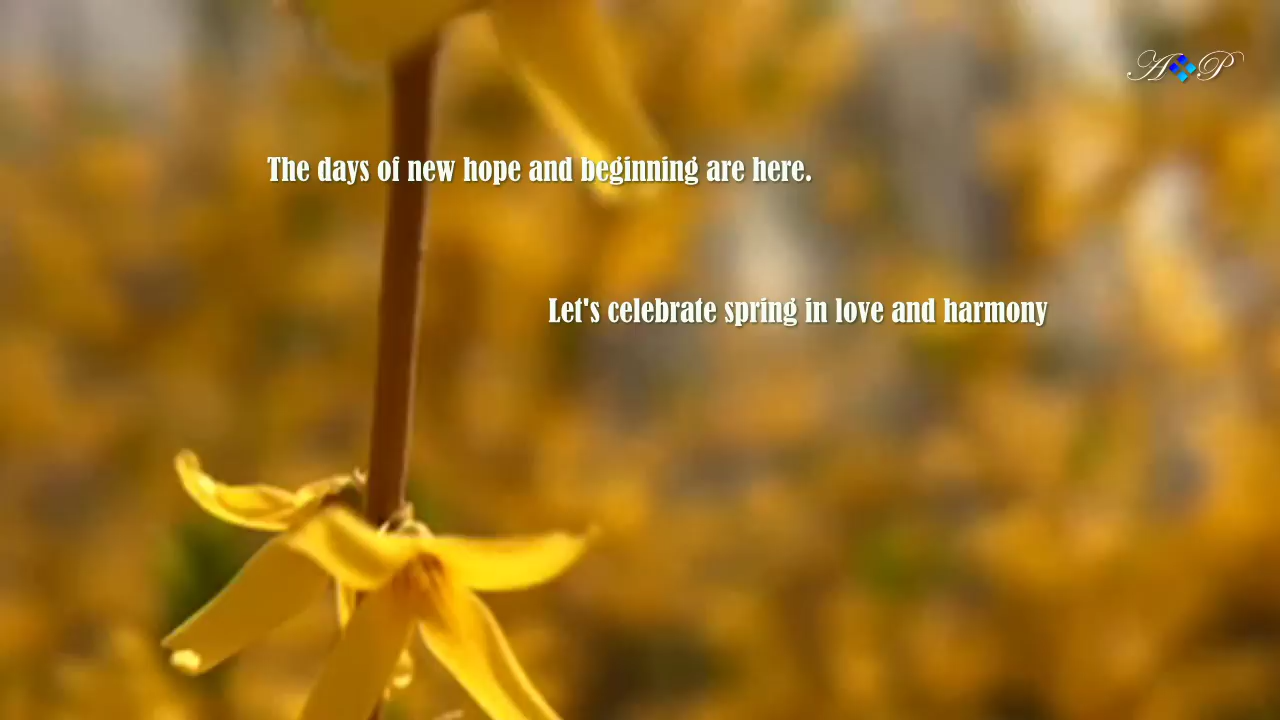 A P
The days of new hope and beginning are here.
Let's celebrate spring in love and harmony